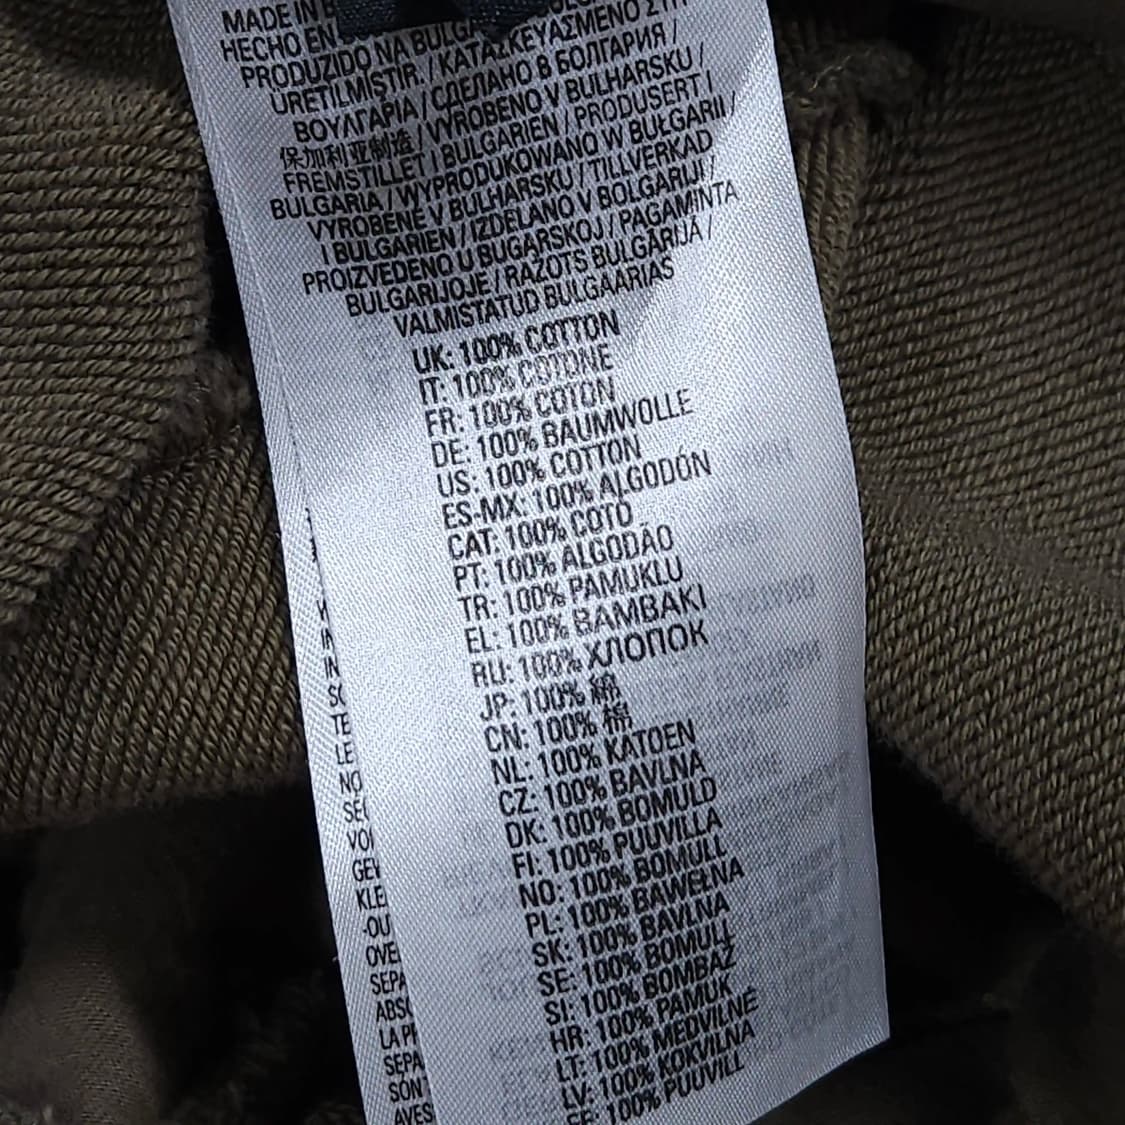 MADE IN B
HECHO EN
PRODUZIDO NA BULG
ÜRETİLMİŞTİR. / ΚΑΤΑΣΚΕΥΑΣΜΕΝΟ ΣΤΗ
ΒΟΥΛΓΑΡΙΑ / СДЕЛАНО В БОЛГАРИЯ /
保加利亚制造 / VYROBENO V BULHARSKU /
FREMSTILLET I BULGARIEN / PRODUSERT I
BULGARIA / WYPRODUKOWANO W BUŁGARII /
VYROBENÉ V BULHARSKU / TILLVERKAD
I BULGARIEN / IZDELANO V BOLGARIJI /
PROIZVEDENO U BUGARSKOJ / PAGAMINTA
BULGARIJOJE / RAŽOTS BULGĀRIJĀ /
VALMISTATUD BULGAARIAS
UK: 100% COTTON
IT: 100% COTONE
FR: 100% COTON
DE: 100% BAUMWOLLE
US: 100% COTTON
ES-MX: 100% ALGODÓN
CAT: 100% COTÓ
PT: 100% ALGODÃO
TR: 100% PAMUKLU
EL: 100% ΒΑΜΒΑΚΙ
RU: 100% ХЛОПОК
JP: 100% 綿
CN: 100% 棉
NL: 100% KATOEN
CZ: 100% BAVLNA
DK: 100% BOMULD
FI: 100% PUUVILLA
NO: 100% BOMULL
PL: 100% BAWEŁNA
SK: 100% BAVLNA
SE: 100% BOMULL
SI: 100% BOMBAŽ
HR: 100% PAMUK
LT: 100% MEDVILNĖ
LV: 100% KOKVILNA
EE: 100% PUUVILL